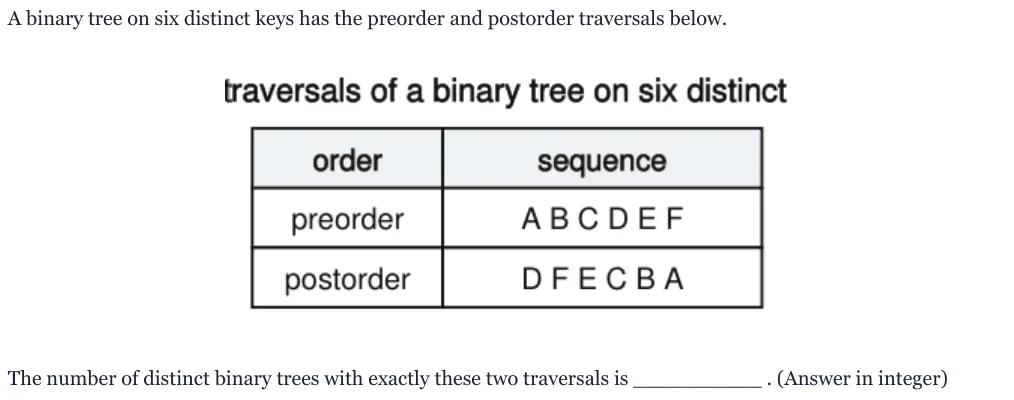 A binary tree on six distinct keys has the preorder and postorder traversals below.
traversals of a binary tree on six distinct
order sequence
preorder A B C D E F
postorder D F E C B A
The number of distinct binary trees with exactly these two traversals is ____________ . (Answer in integer)